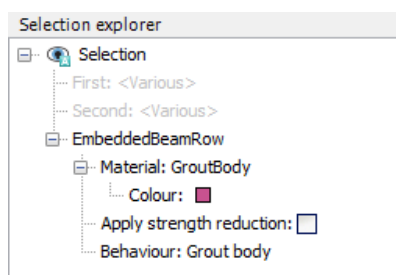 Selection explorer
Selection
First: <Various>
Second: <Various>
EmbeddedBeamRow
Material: GroutBody
Colour:
Apply strength reduction:
Behaviour: Grout body